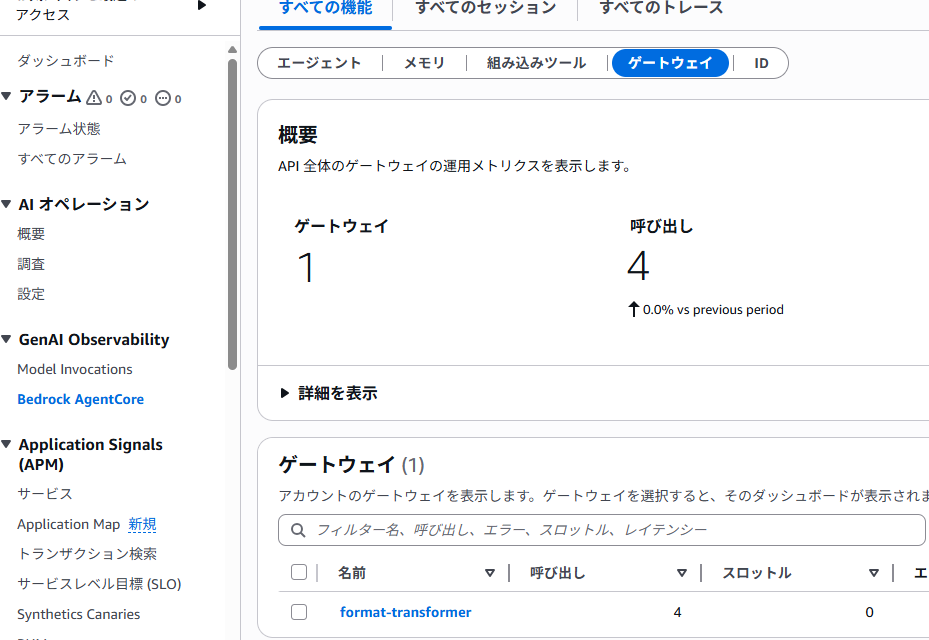 アクセス
ダッシュボード
アラーム 0 0 0
アラーム状態
すべてのアラーム
AI オペレーション
概要
調査
設定
GenAI Observability
Model Invocations
Bedrock AgentCore
Application Signals
(APM)
サービス
Application Map 新規
トランザクション検索
サービスレベル目標 (SLO)
Synthetic Canaries
すべての機能 すべてのセッション すべてのトレース
エージェント メモリ 組み込みツール ゲートウェイ ID
概要
API 全体のゲートウェイの運用メトリクスを表示します。
ゲートウェイ 呼び出し
1 4
0.0% vs previous period
詳細を表示
ゲートウェイ (1)
アカウントのゲートウェイを表示します。ゲートウェイを選択すると、そのダッシュボードが表示されま
フィルター名、呼び出し、エラー、スロットル、レイテンシー
名前 呼び出し スロットル エ
format-transformer 4 0